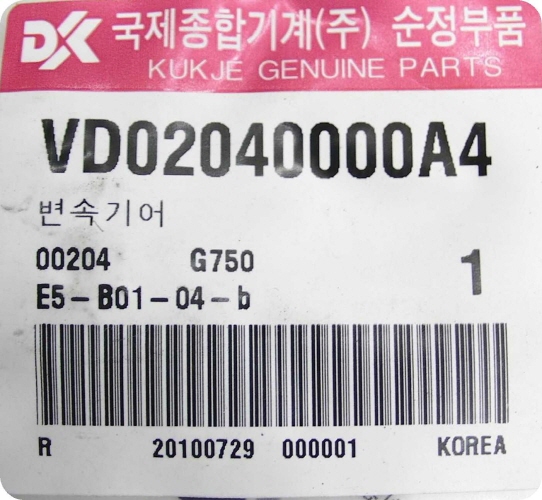 DK 국제종합기계(주) 순정부품
KUKJE GENUINE PARTS
VD02040000A4
변속기어
00204 G750 1
E5-B01-04-b
R 20100729 000001 KOREA